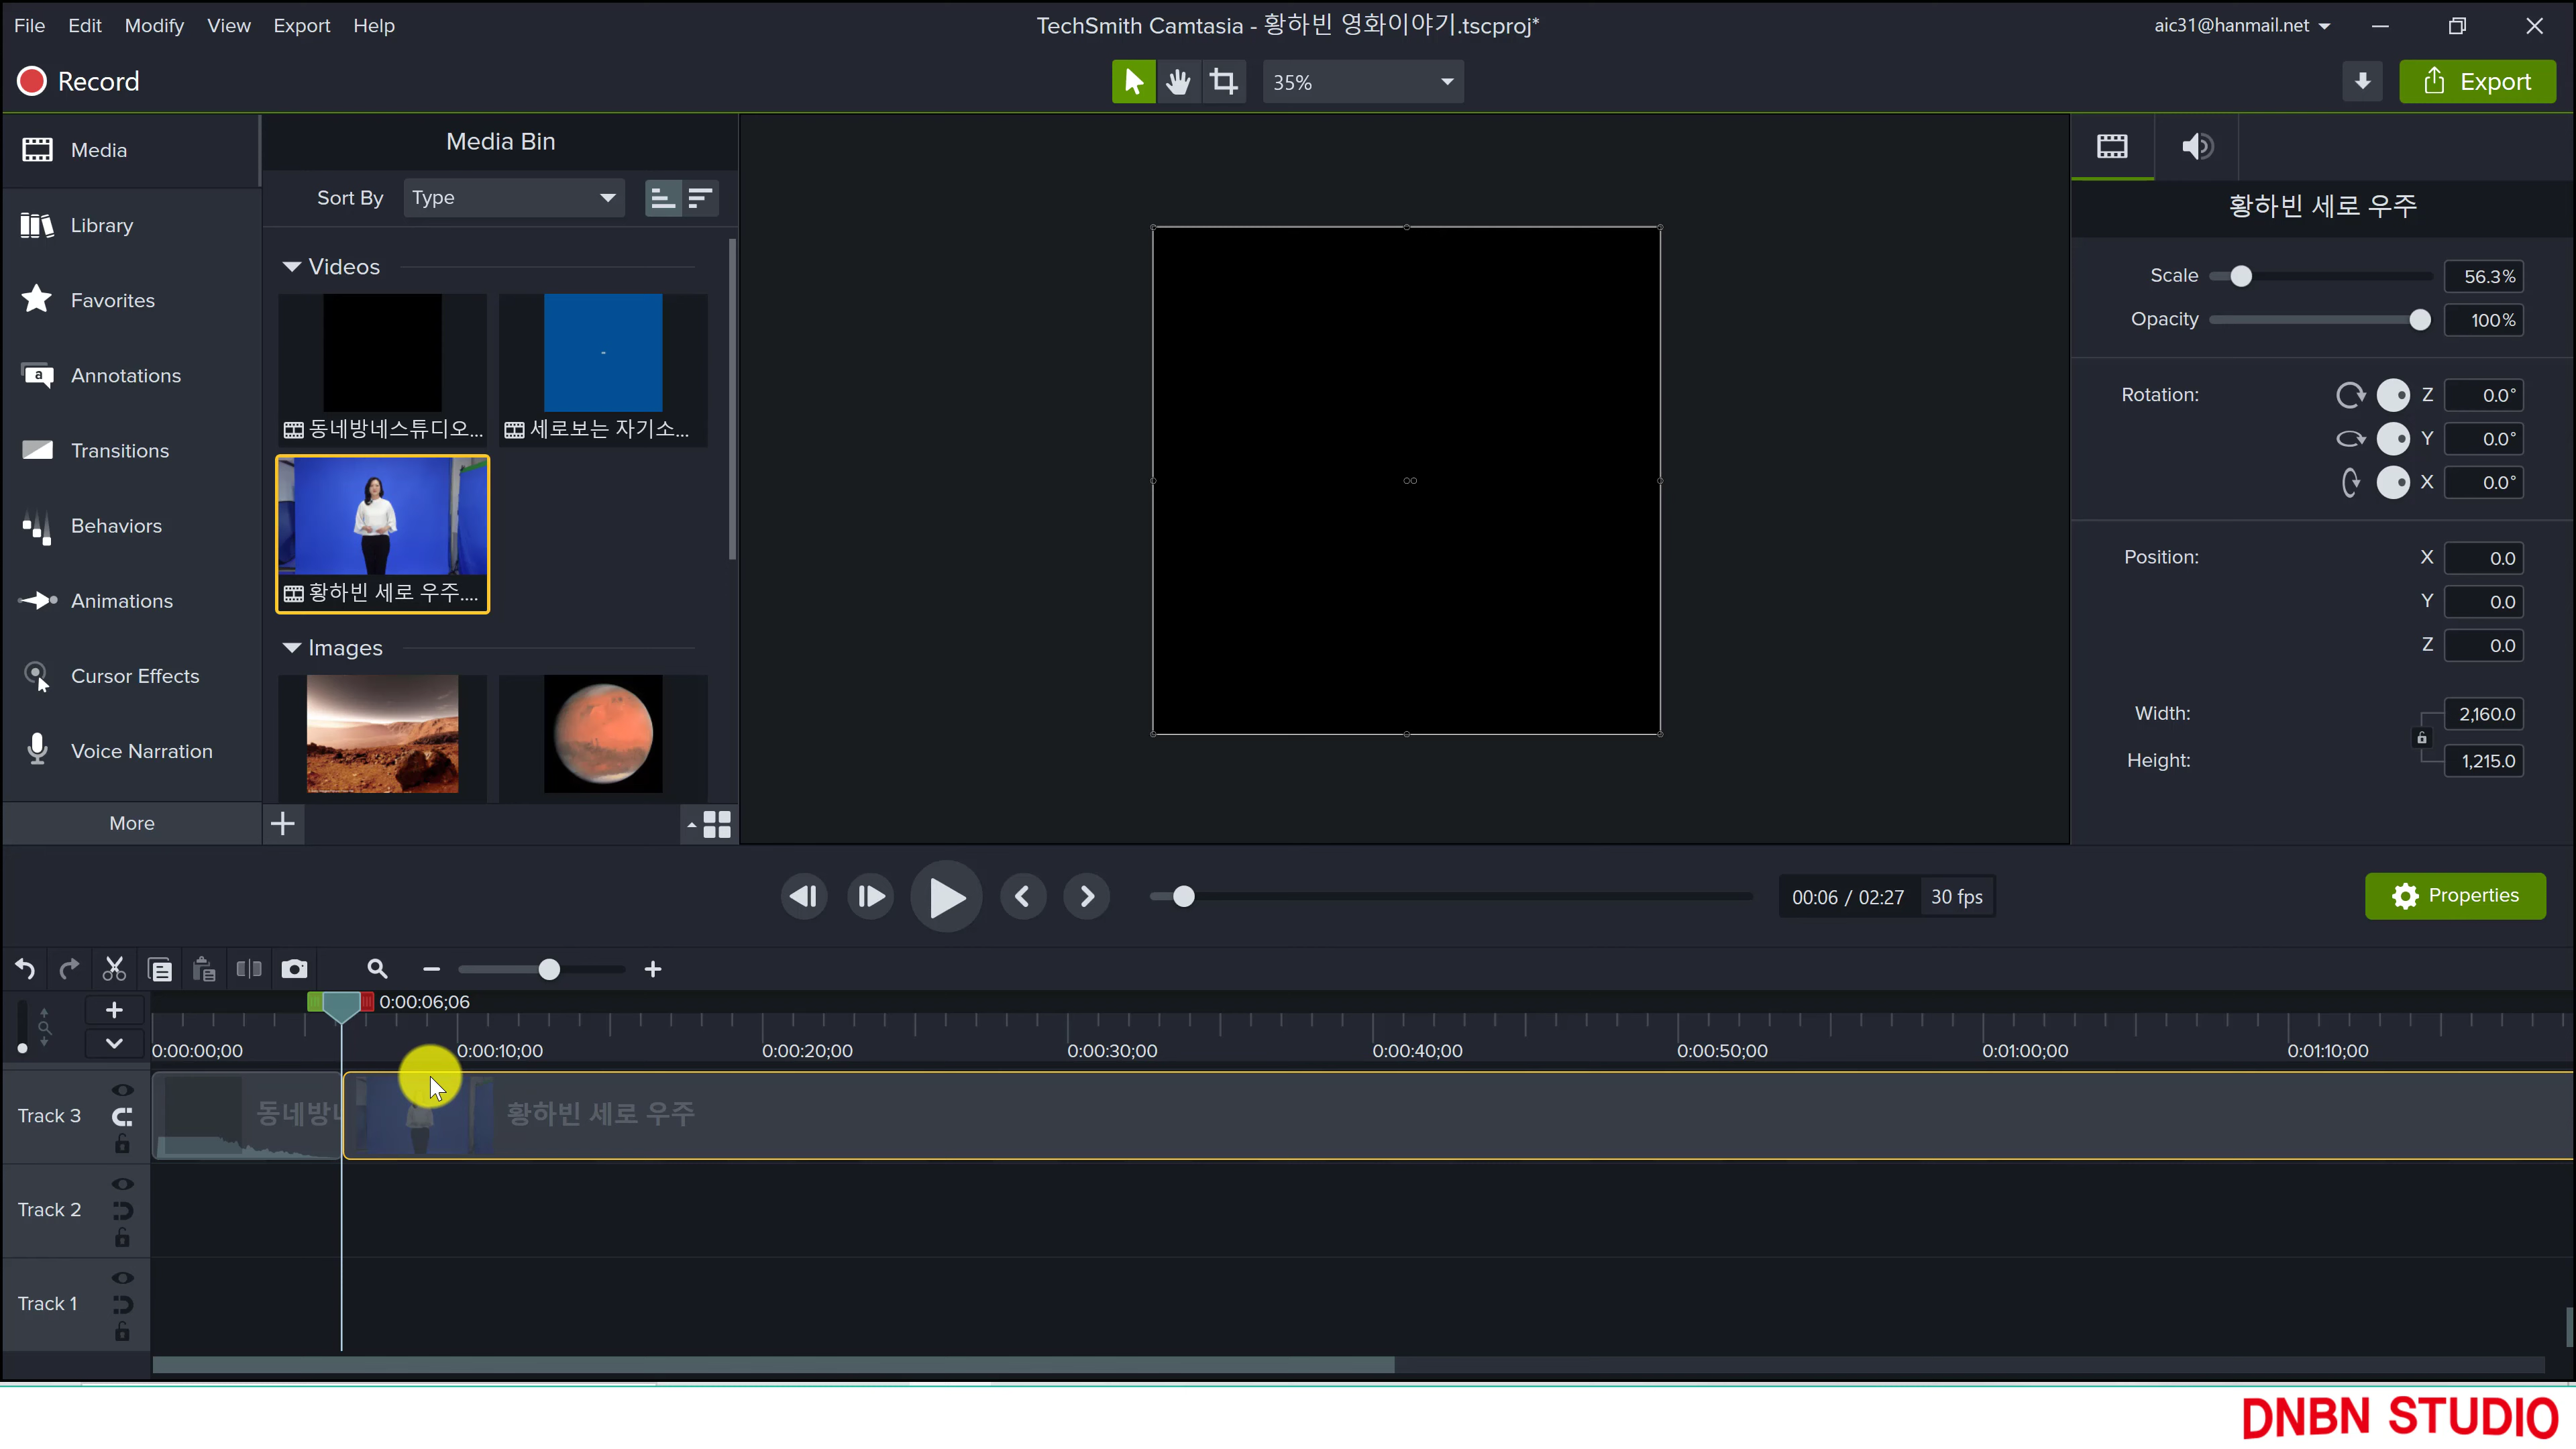 File Edit Modify View Export Help
TechSmith Camtasia - 황하빈 영화이야기.tscproj*
aic31@hanmail.net
Record
35%
Export
Media
Library
Favorites
Annotations
Transitions
Behaviors
Animations
Cursor Effects
Voice Narration
More
Media Bin
Sort By Type
Videos
동네방네스튜디오...
세로보는 자기소...
황하빈 세로 우주....
Images
황하빈 세로 우주
Scale 56.3%
Opacity 100%
Rotation: Z 0.0°
Y 0.0°
X 0.0°
Position: X 0.0
Y 0.0
Z 0.0
Width: 2,160.0
Height: 1,215.0
00:06 / 02:27 30 fps
Properties
0:00:06;06
0:00:00;00 0:00:10;00 0:00:20;00 0:00:30;00 0:00:40;00 0:00:50;00 0:01:00;00 0:01:10;00
Track 3
동네방네
황하빈 세로 우주
Track 2
Track 1
DNBN STUDIO